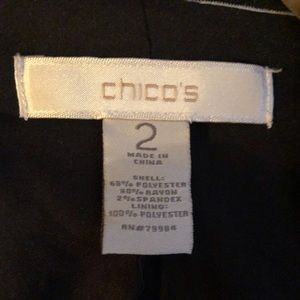 chico's
2
MADE IN
CHINA
SHELL:
68% POLYESTER
30% RAYON
2% SPANDEX
LINING:
100% POLYESTER
RN#79984